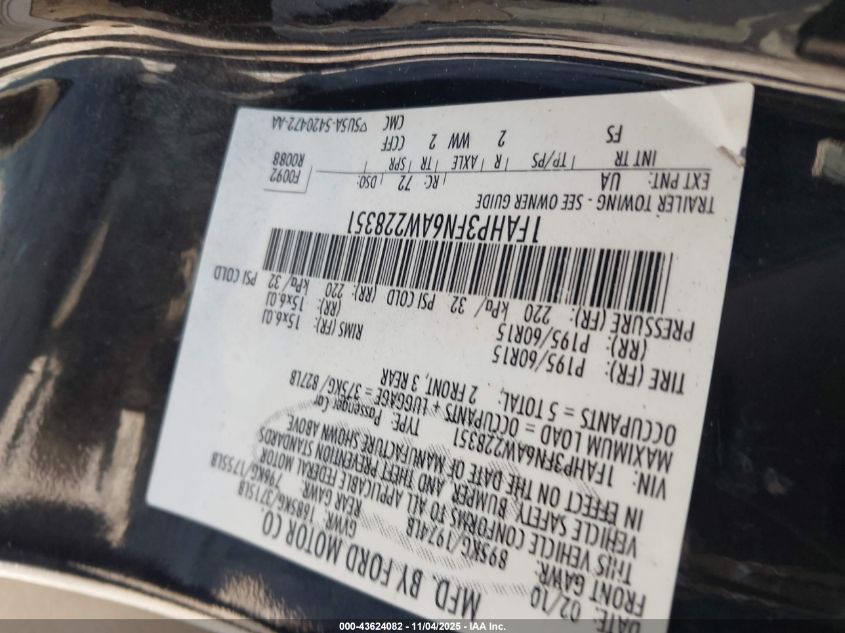 MFD. BY FORD MOTOR CO.
DATE: 02/10
GVWR: 1685KG/3715LB
FRONT GAWR: 895KG/1974LB
REAR GAWR: 796KG/1755LB
THIS VEHICLE CONFORMS TO ALL APPLICABLE FEDERAL MOTOR
VEHICLE SAFETY, BUMPER, AND THEFT PREVENTION STANDARDS
IN EFFECT ON THE DATE OF MANUFACTURE SHOWN ABOVE
VIN: 1FAHP3FN6AW228351
TYPE: Passenger Car
MAXIMUM LOAD = OCCUPANTS + LUGGAGE = 375KG/ 827LB
OCCUPANTS = 5 TOTAL: 2 FRONT, 3 REAR
TIRE (FR): P195/60R15 RIMS (FR): 15x6.0J
(RR): P195/60R15 (RR): 15x6.0J
PRESSURE (FR): 220 kPa/ 32 PSI COLD (RR): 220 kPa/ 32 PSI COLD
1FAHP3FN6AW228351
TRAILER TOWING - SEE OWNER GUIDE
EXT PNT: UA RC: 72 DSO: F0092
R0088
INT TR TP/PS R AXLE TR SPR
FS 2 WW 2 CCFF
CMC ▽5U5A-5420472-AA
000-43624082 - 11/04/2025 - IAA Inc.